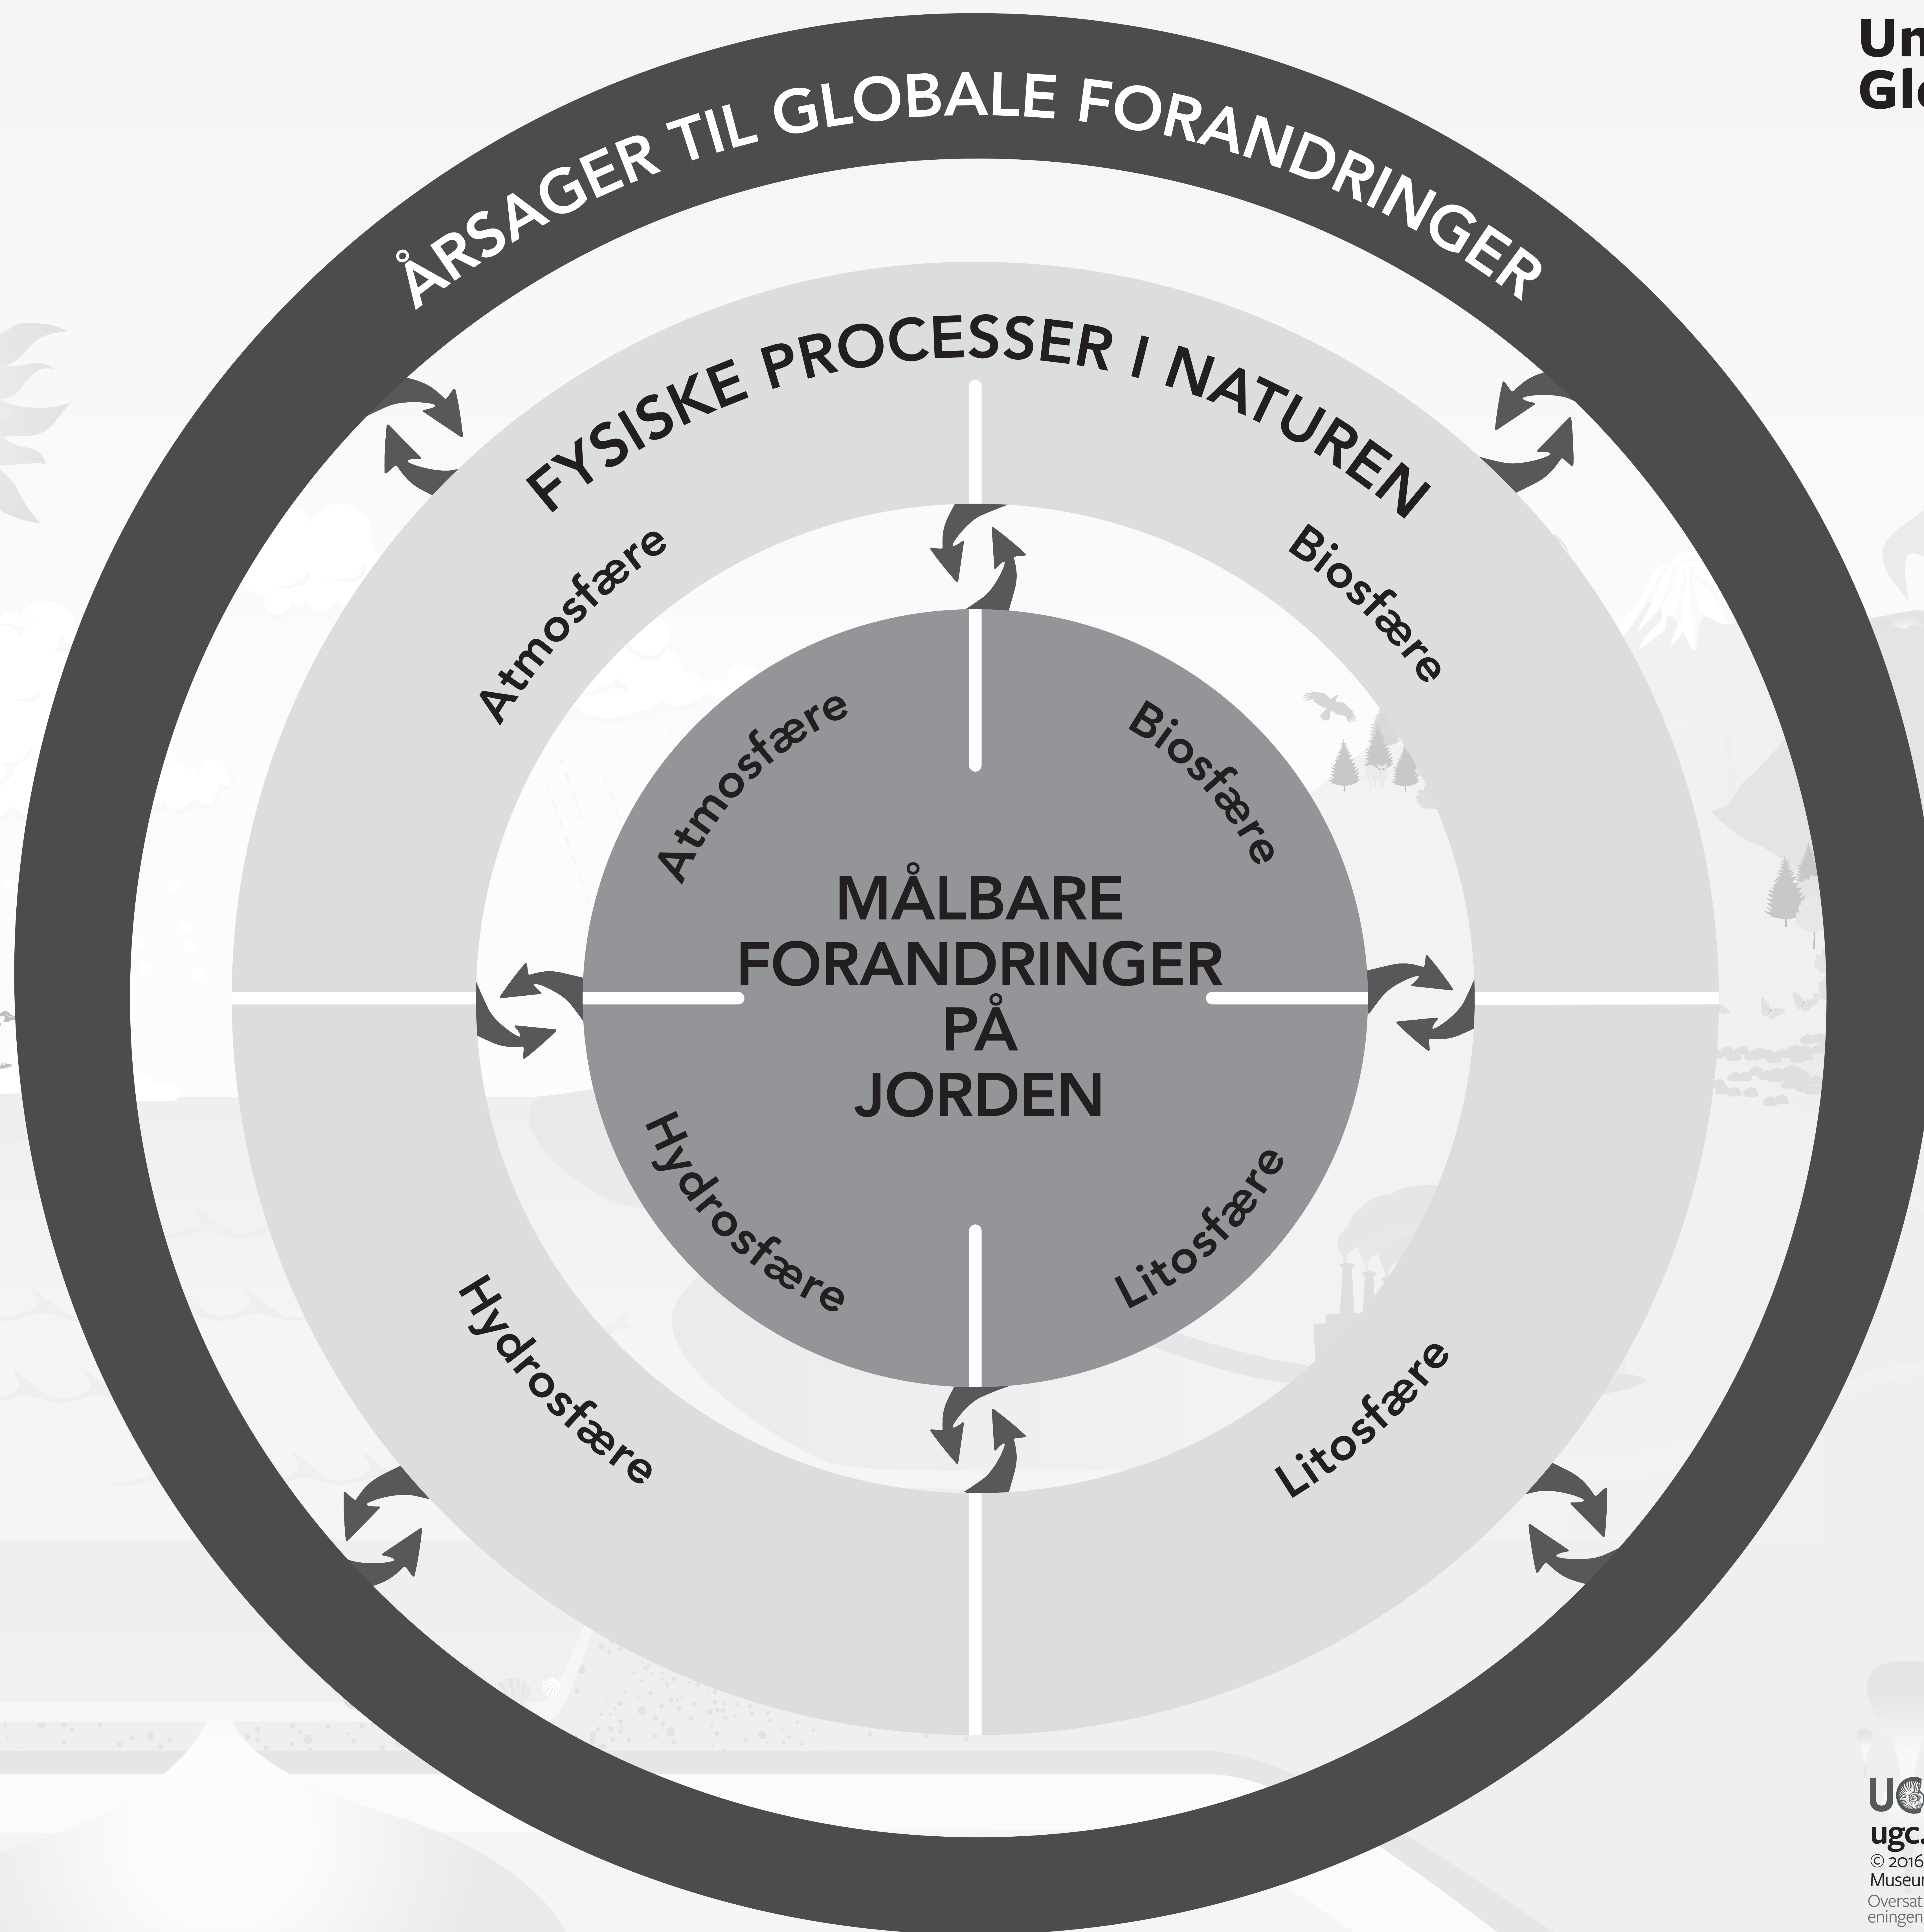 ÅRSAGER TIL GLOBALE FORANDRINGER
FYSISKE PROCESSER I NATUREN
Atmosfære
Biosfære
Atmosfære
Biosfære
MÅLBARE
FORANDRINGER
PÅ
JORDEN
Hydrosfære
Litosfære
Hydrosfære
Litosfære
ugc.
© 2016